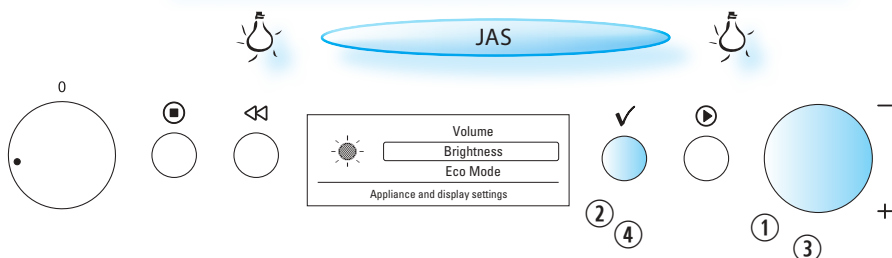 JAS
0
Volume
Brightness
Eco Mode
Appliance and display settings
−
+
② ①
④ ③